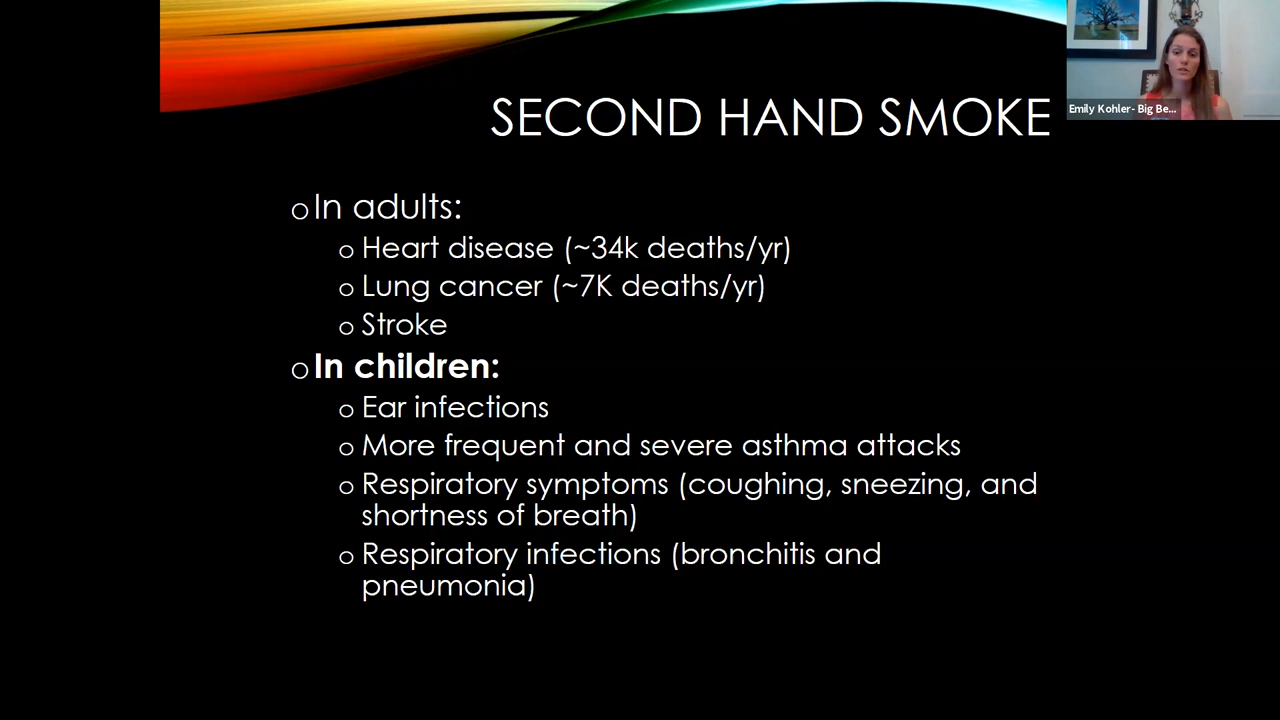 Emily Kohler- Big Be...
SECOND HAND SMOKE
o In adults:
o Heart disease (~34k deaths/yr)
o Lung cancer (~7K deaths/yr)
o Stroke
o In children:
o Ear infections
o More frequent and severe asthma attacks
o Respiratory symptoms (coughing, sneezing, and
shortness of breath)
o Respiratory infections (bronchitis and
pneumonia)